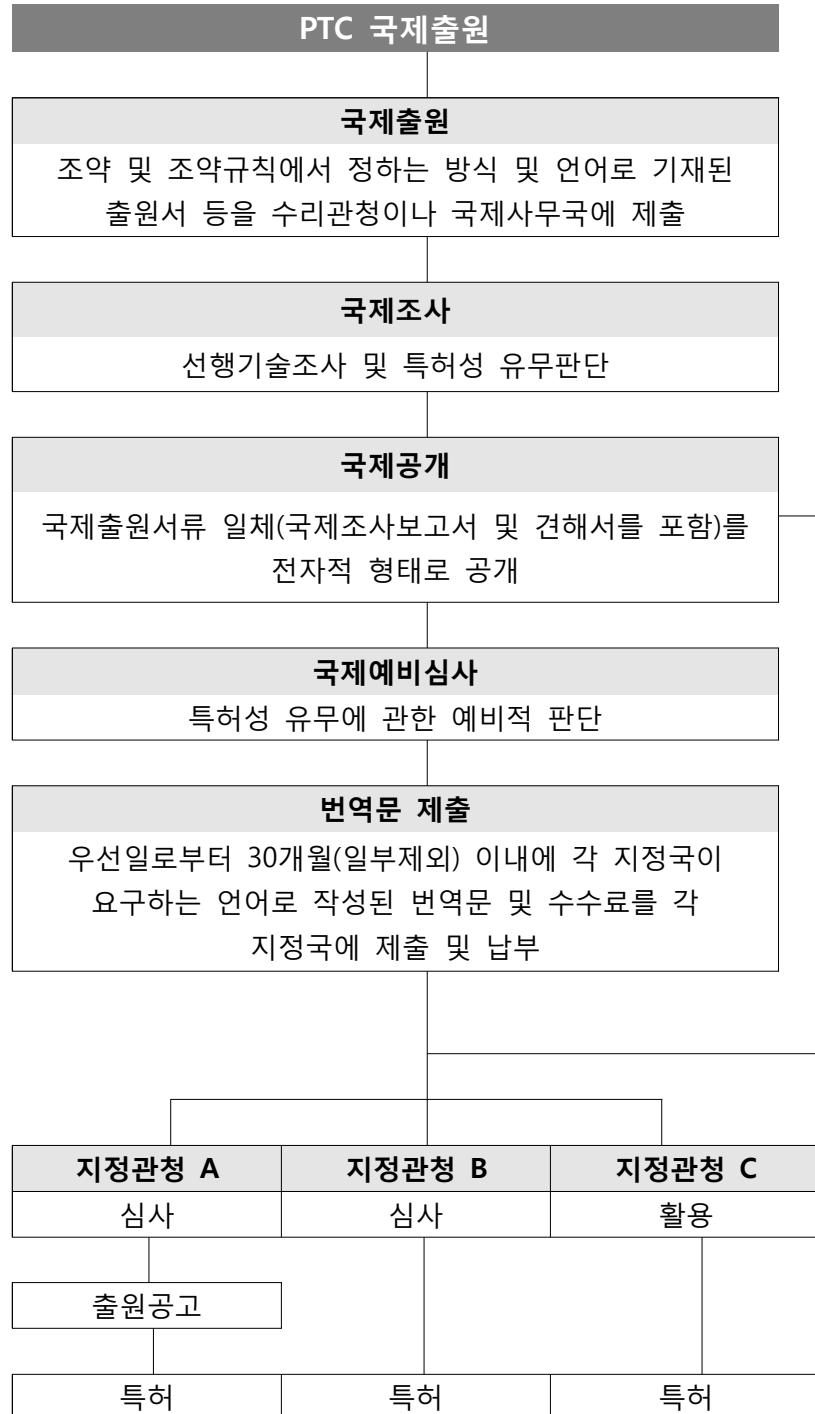 PTC 국제출원
국제출원
조약 및 조약규칙에서 정하는 방식 및 언어로 기재된
출원서 등을 수리관청이나 국제사무국에 제출
국제조사
선행기술조사 및 특허성 유무판단
국제공개
국제출원서류 일체(국제조사보고서 및 견해서를 포함)를
전자적 형태로 공개
국제예비심사
특허성 유무에 관한 예비적 판단
번역문 제출
우선일로부터 30개월(일부제외) 이내에 각 지정국이
요구하는 언어로 작성된 번역문 및 수수료를 각
지정국에 제출 및 납부
지정관청 A 지정관청 B 지정관청 C
심사 심사 활용
출원공고
특허 특허 특허